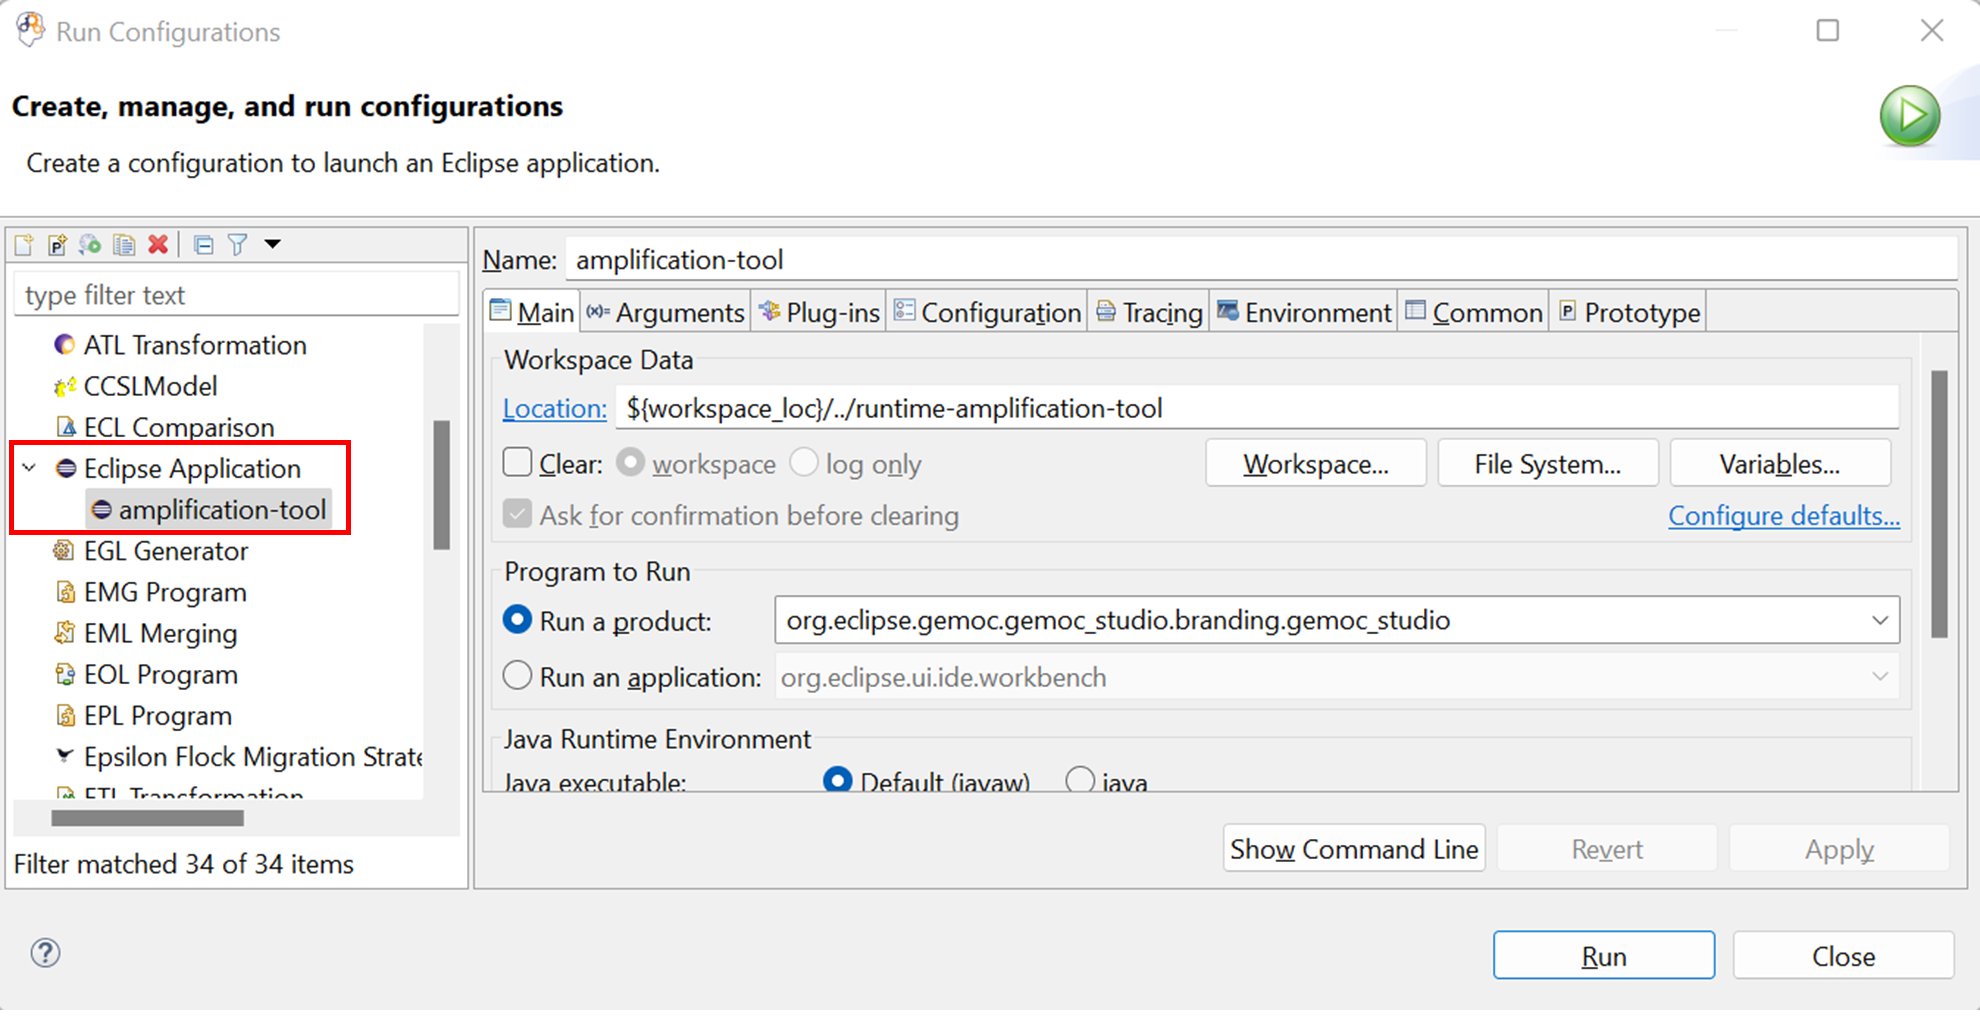 Run Configurations
Create, manage, and run configurations
Create a configuration to launch an Eclipse application.
type filter text
ATL Transformation
CCSLModel
ECL Comparison
Eclipse Application
amplification-tool
EGL Generator
EMG Program
EML Merging
EOL Program
EPL Program
Epsilon Flock Migration Strate
ETL Transformation
Filter matched 34 of 34 items
Name: amplification-tool
Main (x)= Arguments Plug-ins Configuration Tracing Environment Common P Prototype
Workspace Data
Location: ${workspace_loc}/../runtime-amplification-tool
Clear: workspace log only Workspace... File System... Variables...
Ask for confirmation before clearing Configure defaults...
Program to Run
Run a product: org.eclipse.gemoc.gemoc_studio.branding.gemoc_studio
Run an application: org.eclipse.ui.ide.workbench
Java Runtime Environment
Java executable: Default (javaw) java
Show Command Line Revert Apply
Run Close